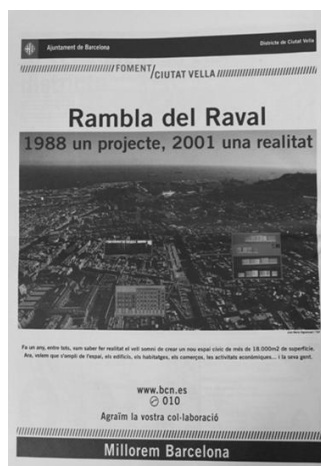 Ajuntament de Barcelona
Districte de Ciutat Vella
FOMENT/CIUTAT VELLA
Rambla del Raval
1988 un projecte, 2001 una realitat
Fa un any, entre tots, vam saber fer realitat el vell somni de crear un nou espai cívic de més de 18.000m2 de superfície.
Ara, volem que s'ompli de l'espai, els edificis, els habitatges, els comerços, les activitats econòmiques... i la seva gent.
www.bcn.es
010
Agraïm la vostra col·laboració
Millorem Barcelona